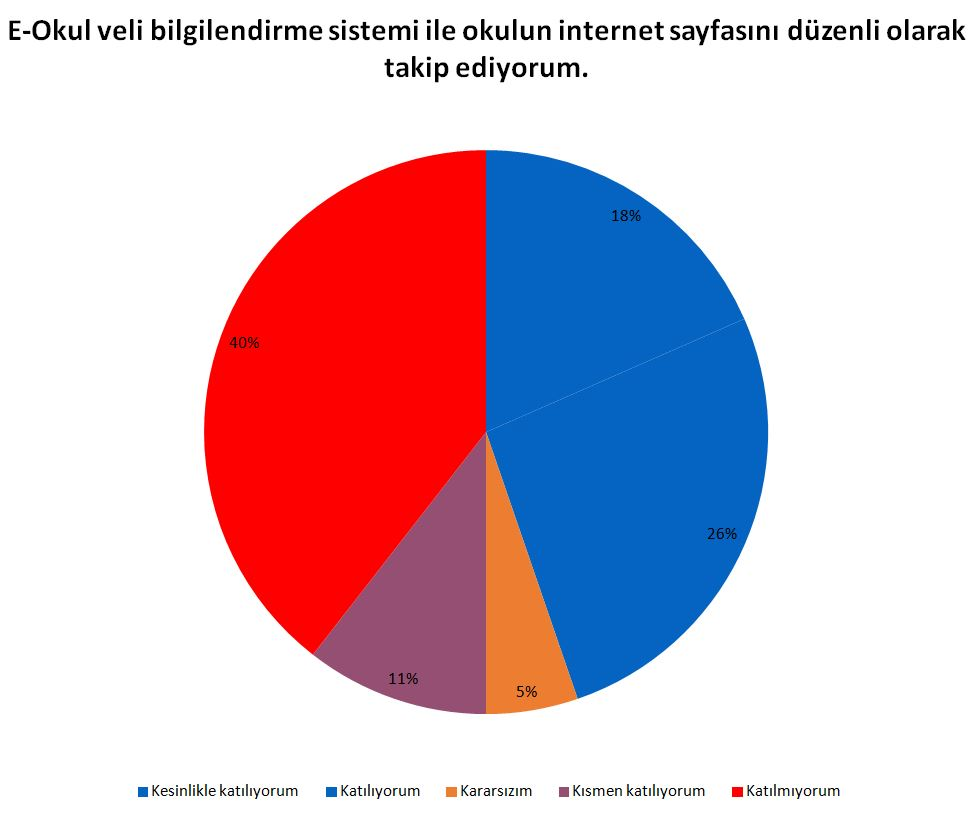 E-Okul veli bilgilendirme sistemi ile okulun internet sayfasını düzenli olarak
takip ediyorum.
18%
40%
26%
11%
5%
Kesinlikle katılıyorum Katılıyorum Kararsızım Kısmen katılıyorum Katılmıyorum